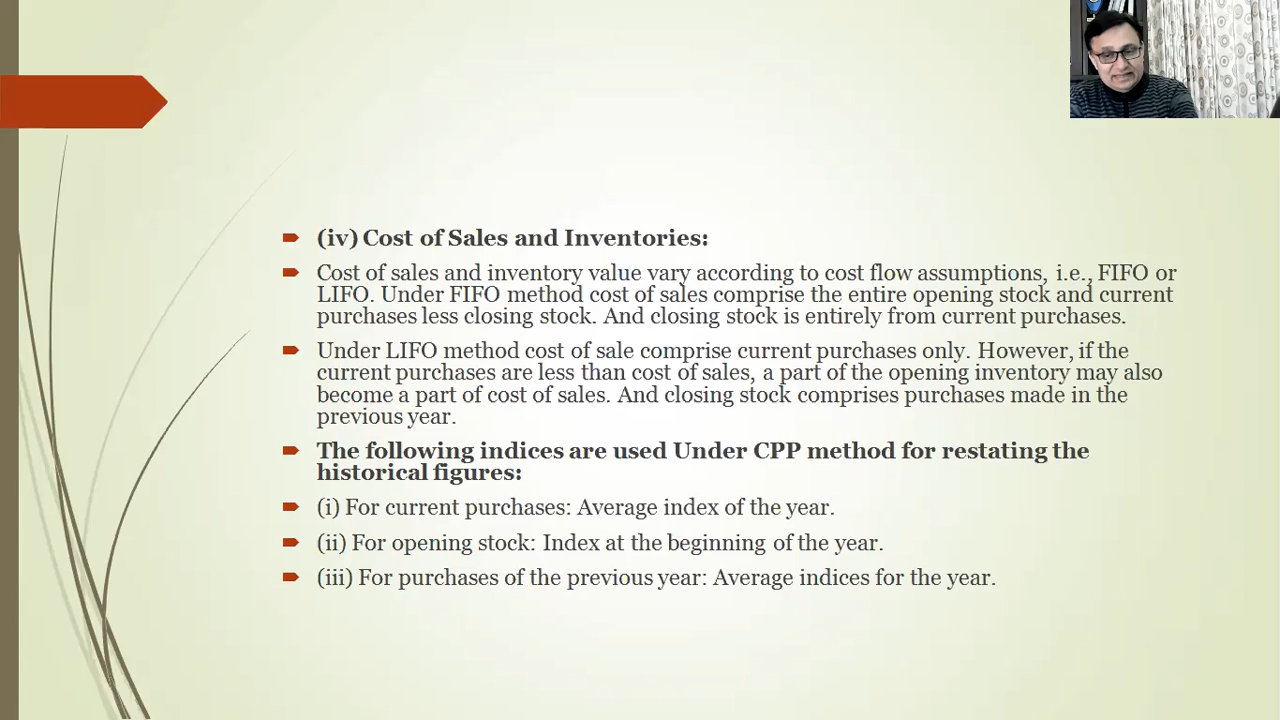 (iv) Cost of Sales and Inventories:
Cost of sales and inventory value vary according to cost flow assumptions, i.e., FIFO or
LIFO. Under FIFO method cost of sales comprise the entire opening stock and current
purchases less closing stock. And closing stock is entirely from current purchases.
Under LIFO method cost of sale comprise current purchases only. However, if the
current purchases are less than cost of sales, a part of the opening inventory may also
become a part of cost of sales. And closing stock comprises purchases made in the
previous year.
The following indices are used Under CPP method for restating the
historical figures:
(i) For current purchases: Average index of the year.
(ii) For opening stock: Index at the beginning of the year.
(iii) For purchases of the previous year: Average indices for the year.